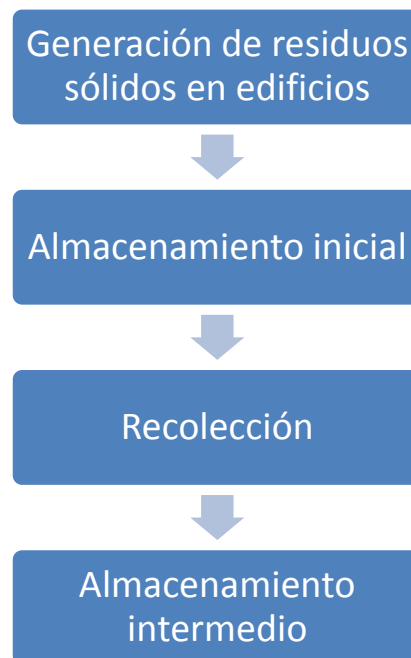 Generación de residuos
sólidos en edificios
Almacenamiento inicial
Recolección
Almacenamiento
intermedio